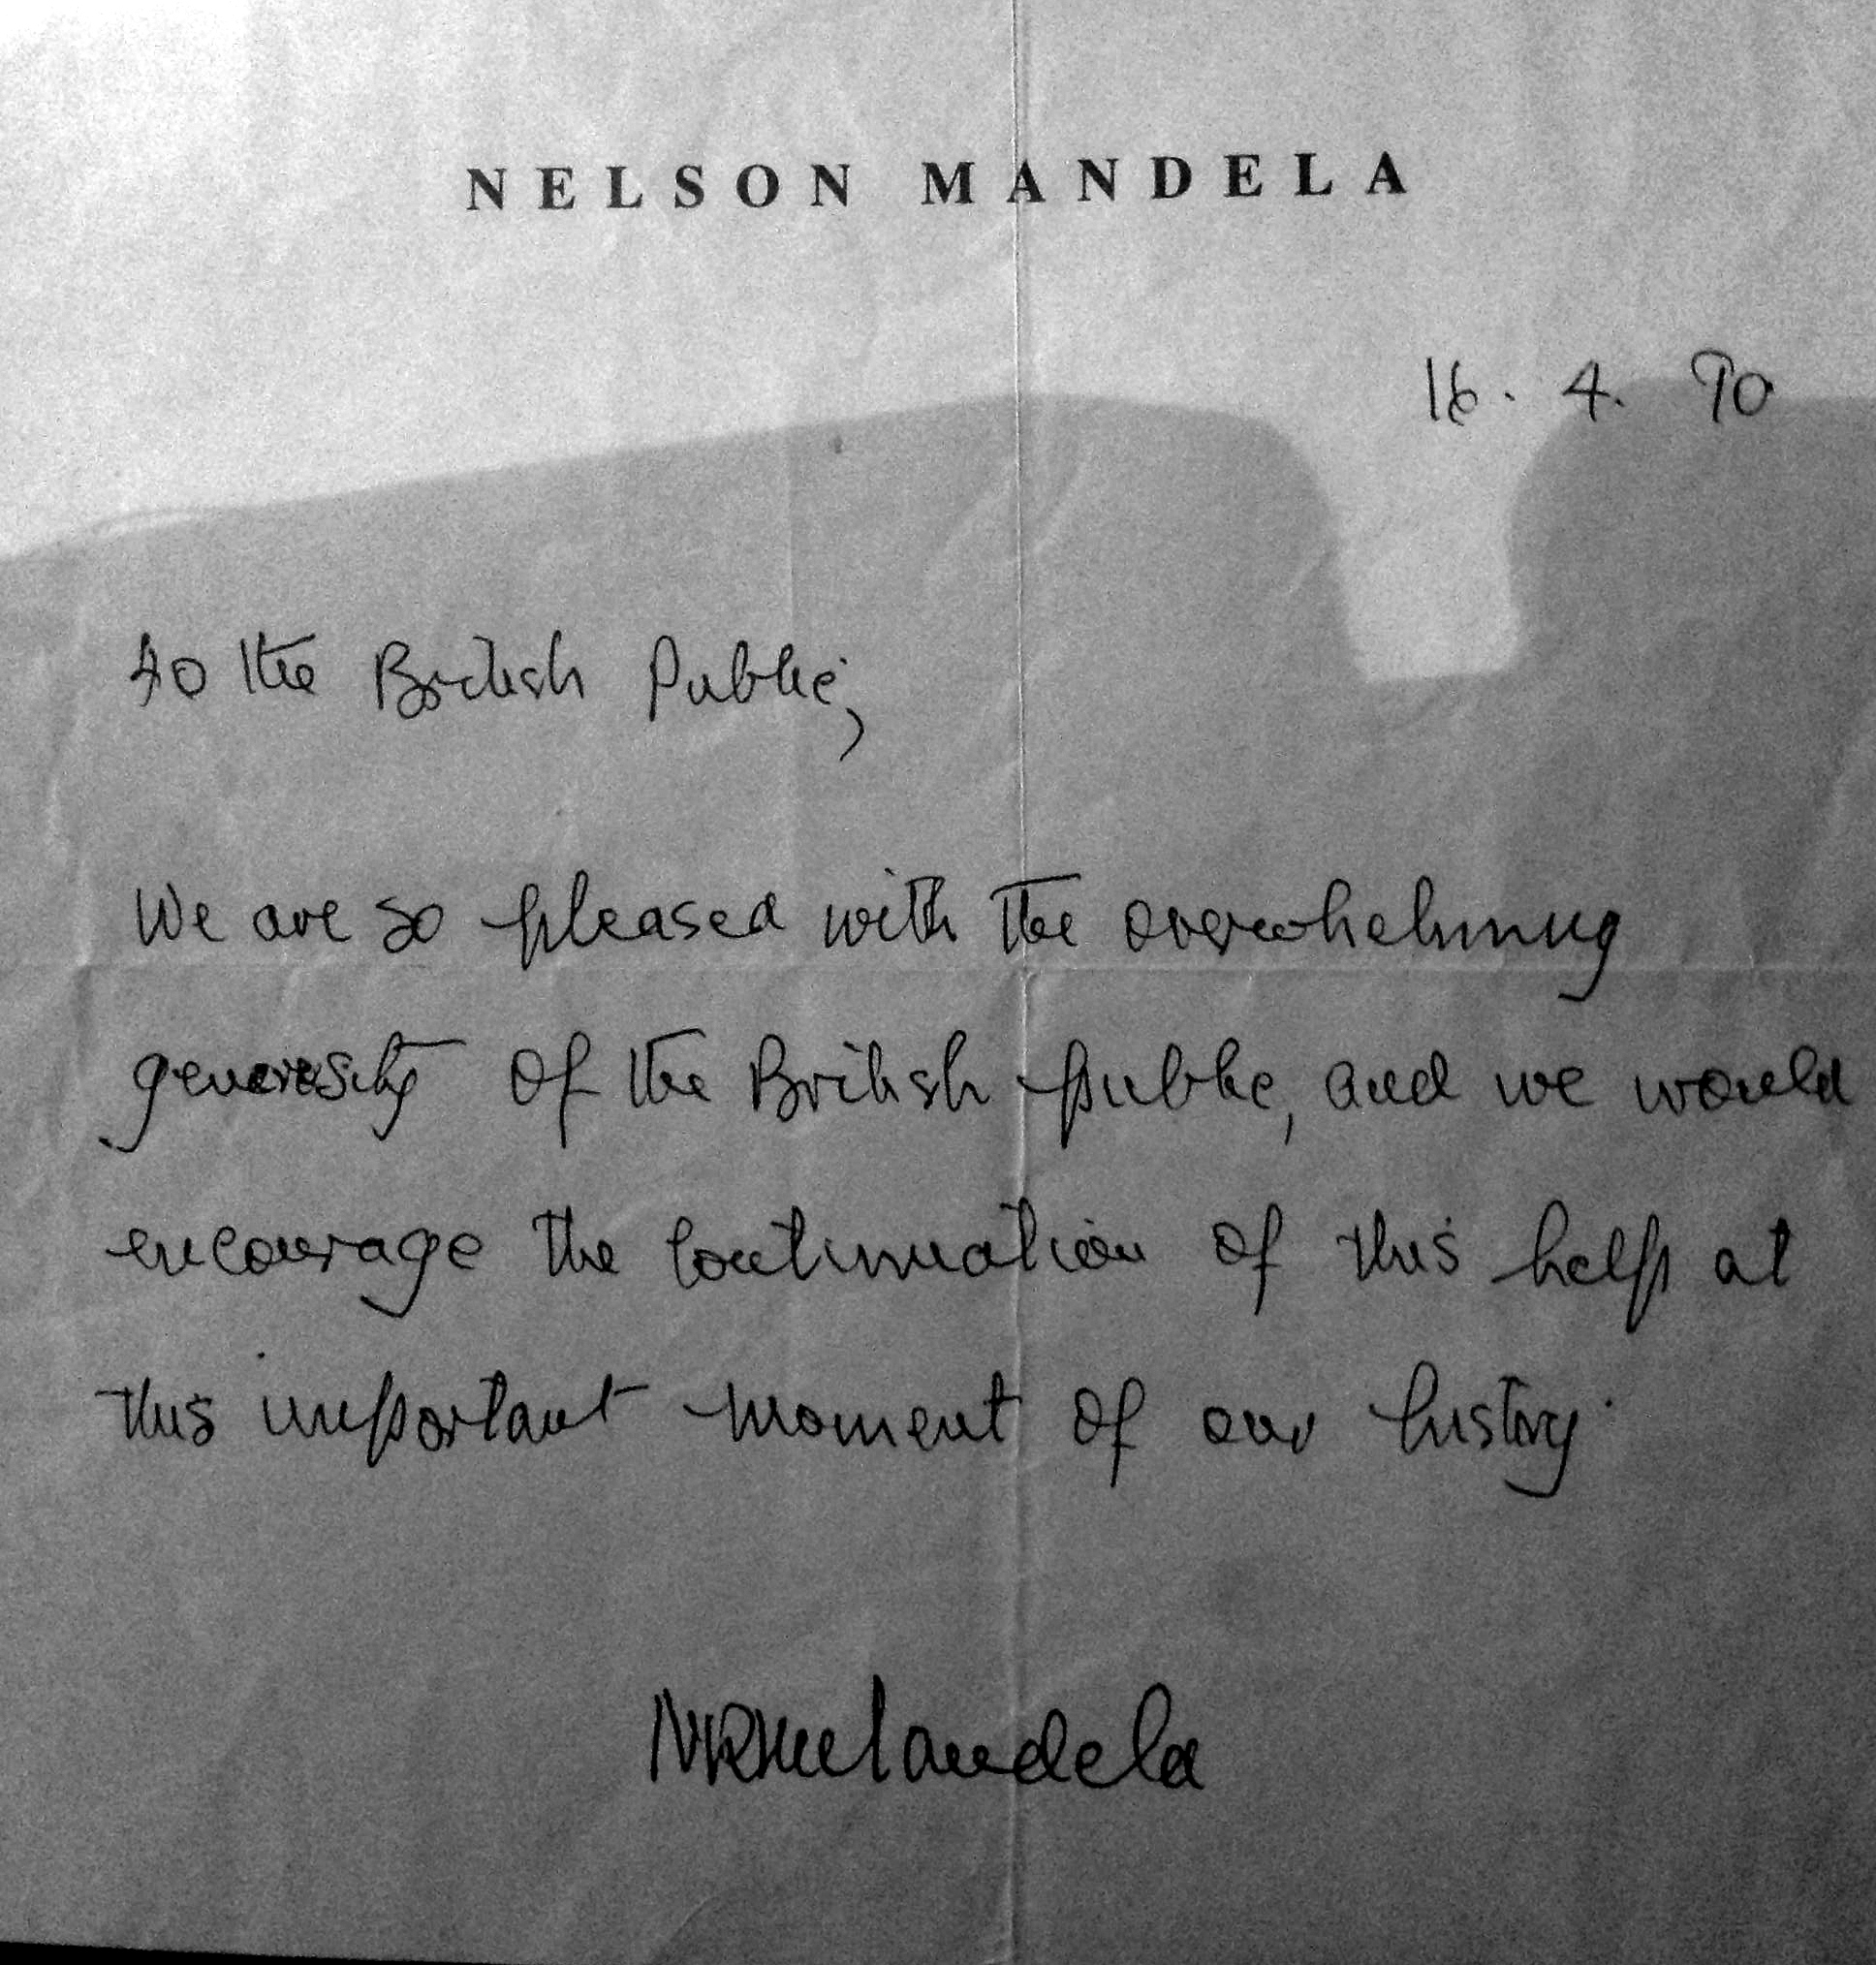 NELSON MANDELA
16. 4. 90
To the British Public,
We are so pleased with the overwhelming
generosity of the British public, and we would
encourage the continuation of this help at
this important moment of our history.
NRMandela